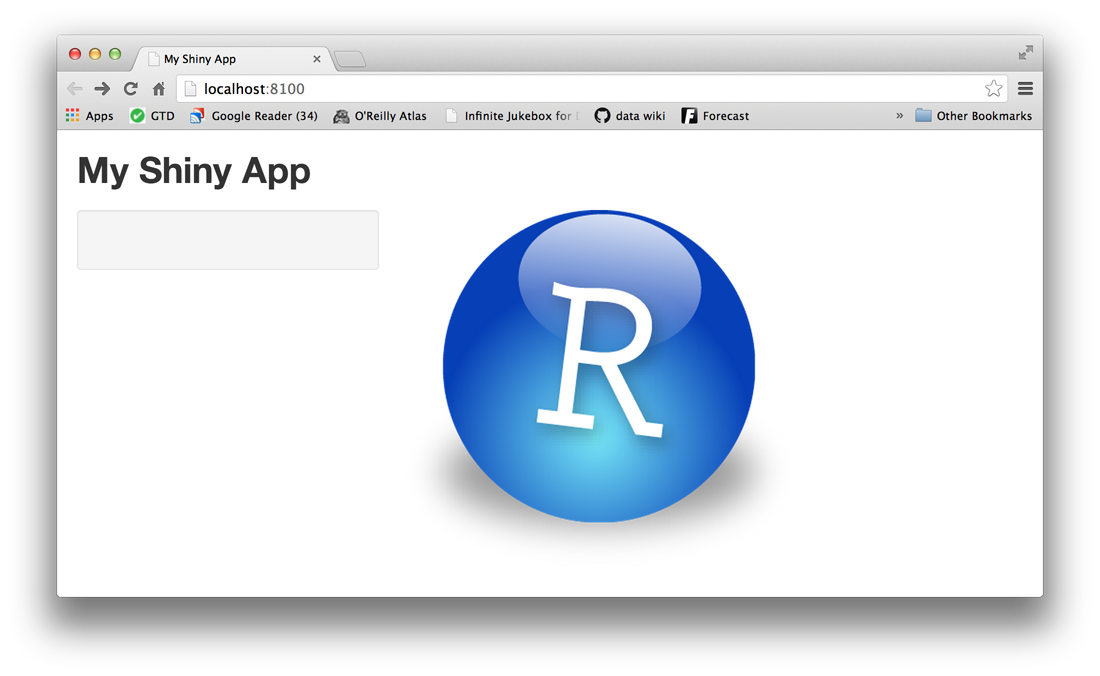 My Shiny App
localhost:8100
Apps GTD Google Reader (34) O'Reilly Atlas Infinite Jukebox for data wiki Forecast » Other Bookmarks
My Shiny App
R